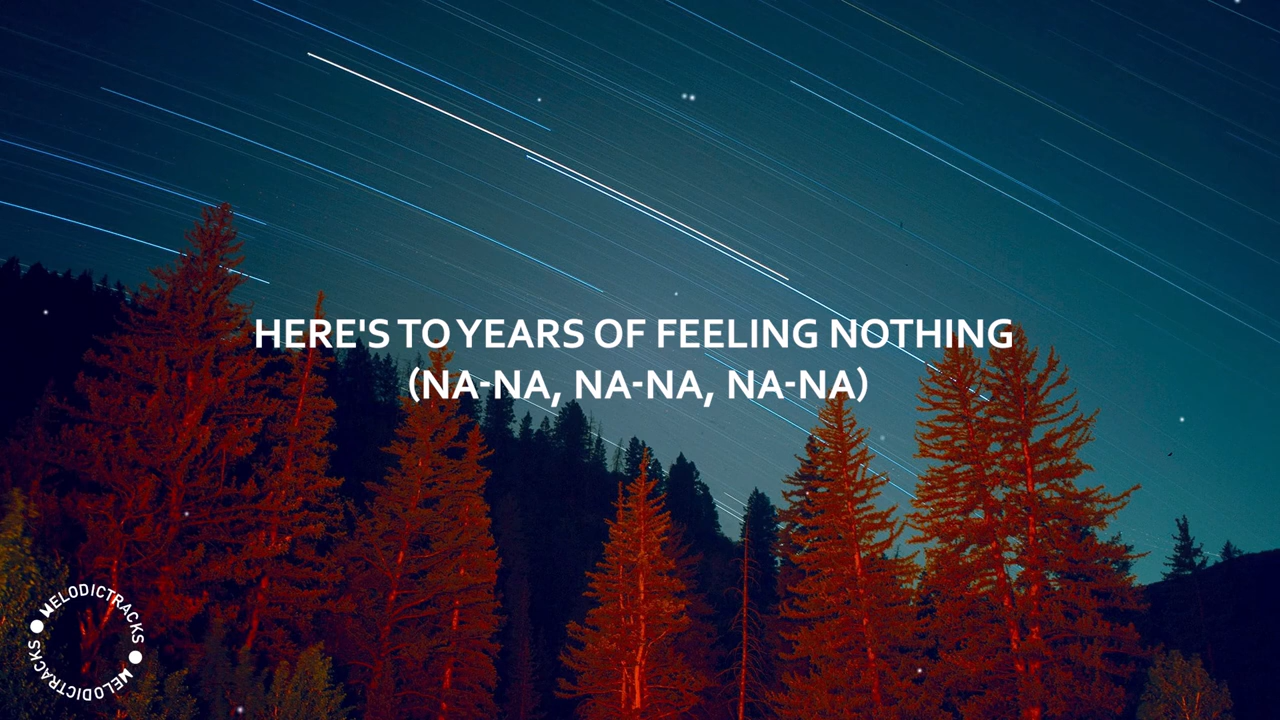 HERE'S TO YEARS OF FEELING NOTHING
(NA-NA, NA-NA, NA-NA)
MELODICTRACKS
MELODICTRACKS